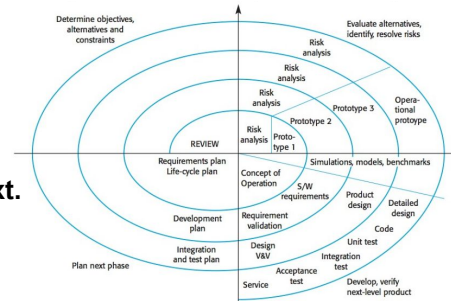 Determine objectives,
alternatives and
constraints
Evaluate alternatives,
identify, resolve risks
Risk
analysis
Risk
analysis
Risk
analysis
Risk
analysis
Proto-
type 1
Prototype 2
Prototype 3
Opera-
tional
protoype
REVIEW
Requirements plan
Life-cycle plan
Simulations, models, benchmarks
Concept of
Operation
S/W
requirements
Product
design
Detailed
design
xt.
Development
plan
Requirement
validation
Code
Unit test
Integration
and test plan
Design
V&V
Integration
test
Plan next phase
Acceptance
test
Service
Develop, verify
next-level product